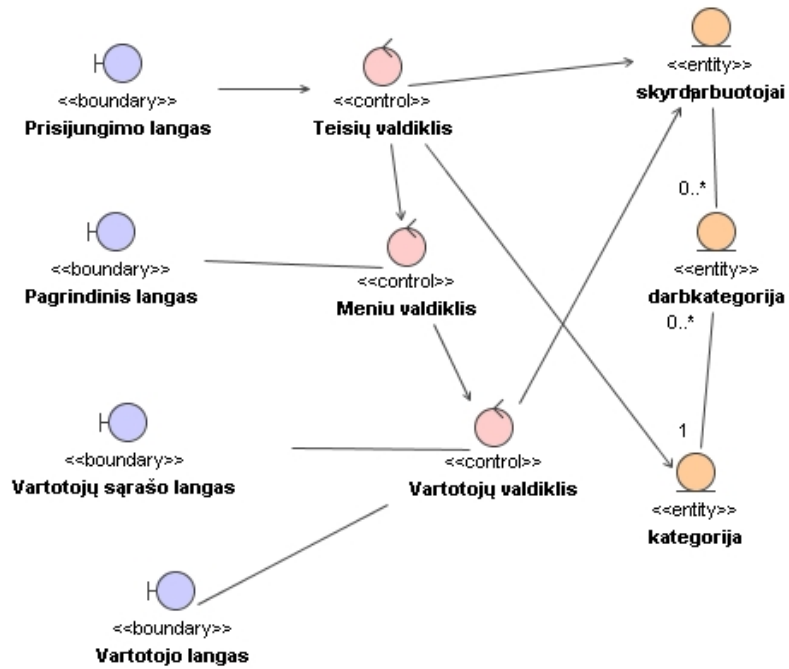 <<entity>>
skyrdarbuotojai
<<boundary>>
Prisijungimo langas
<<control>>
Teisių valdiklis
0..*
<<boundary>>
Pagrindinis langas
<<control>>
Meniu valdiklis
<<entity>>
darbkategorija
0..*
1
<<boundary>>
Vartotojų sąrašo langas
<<control>>
Vartotojų valdiklis
<<entity>>
kategorija
<<boundary>>
Vartotojo langas